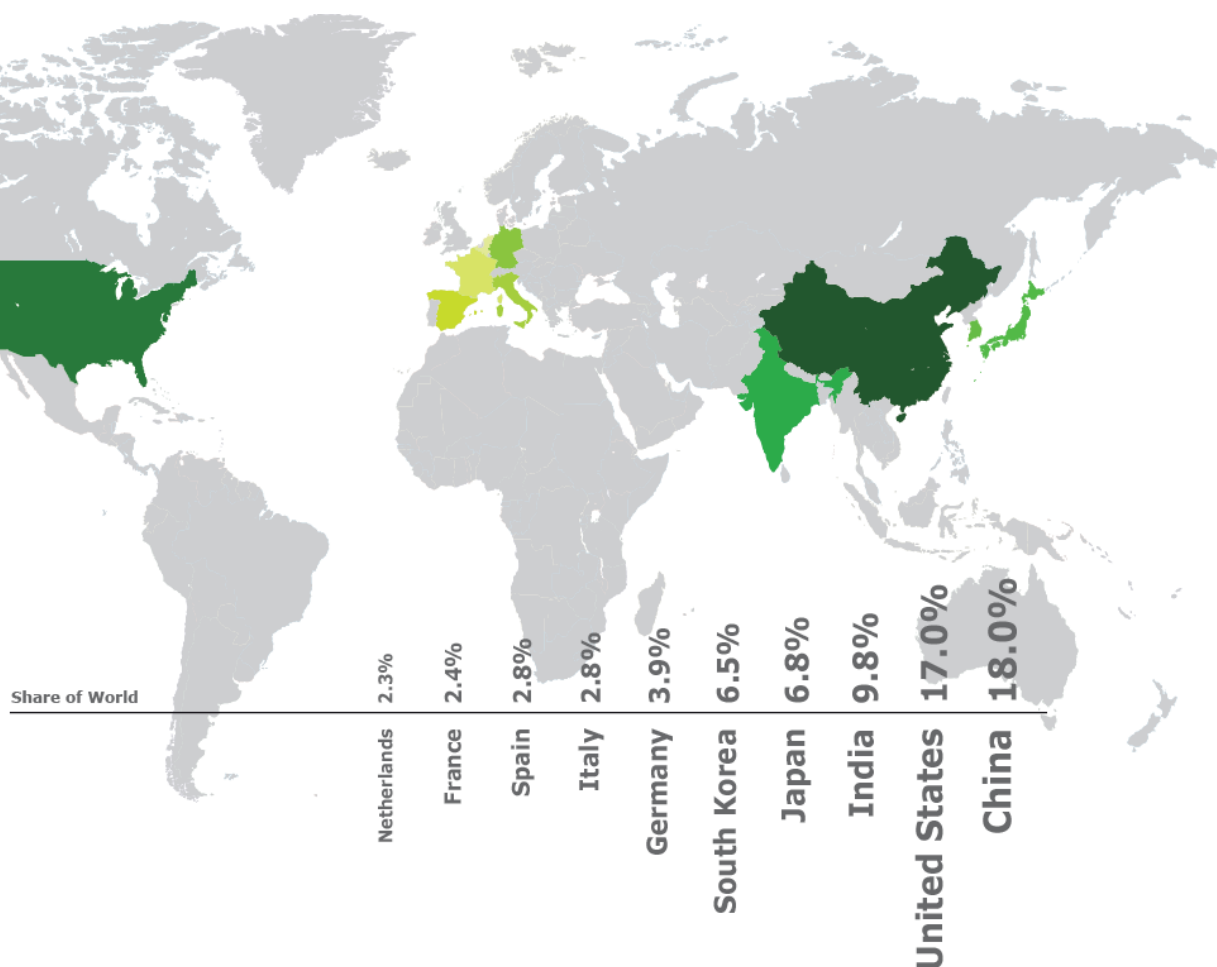 Share of World
2.3%
2.4%
2.8%
2.8%
3.9%
6.5%
6.8%
9.8%
17.0%
18.0%
Netherlands
France
Spain
Italy
Germany
South Korea
Japan
India
United States
China